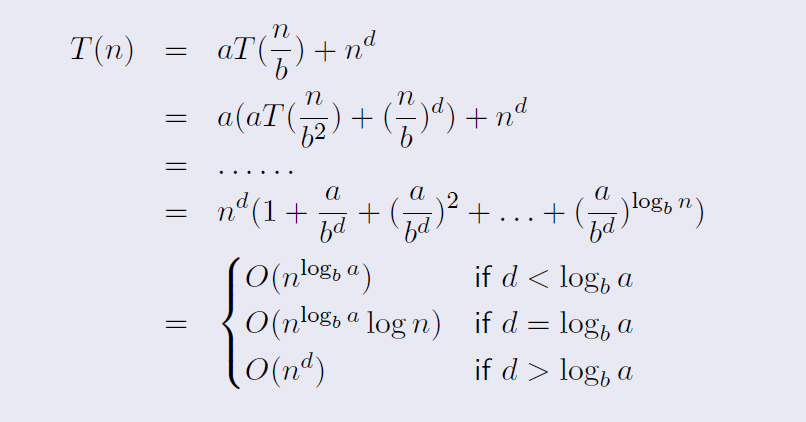 T(n) = aT(n/b) + n^d
= a(aT(n/b^2) + (n/b)^d) + n^d
= ......
= n^d(1 + a/b^d + (a/b^d)^2 + ... + (a/b^d)^{log_b n})
= { O(n^{log_b a}) if d < log_b a
O(n^{log_b a} log n) if d = log_b a
O(n^d) if d > log_b a